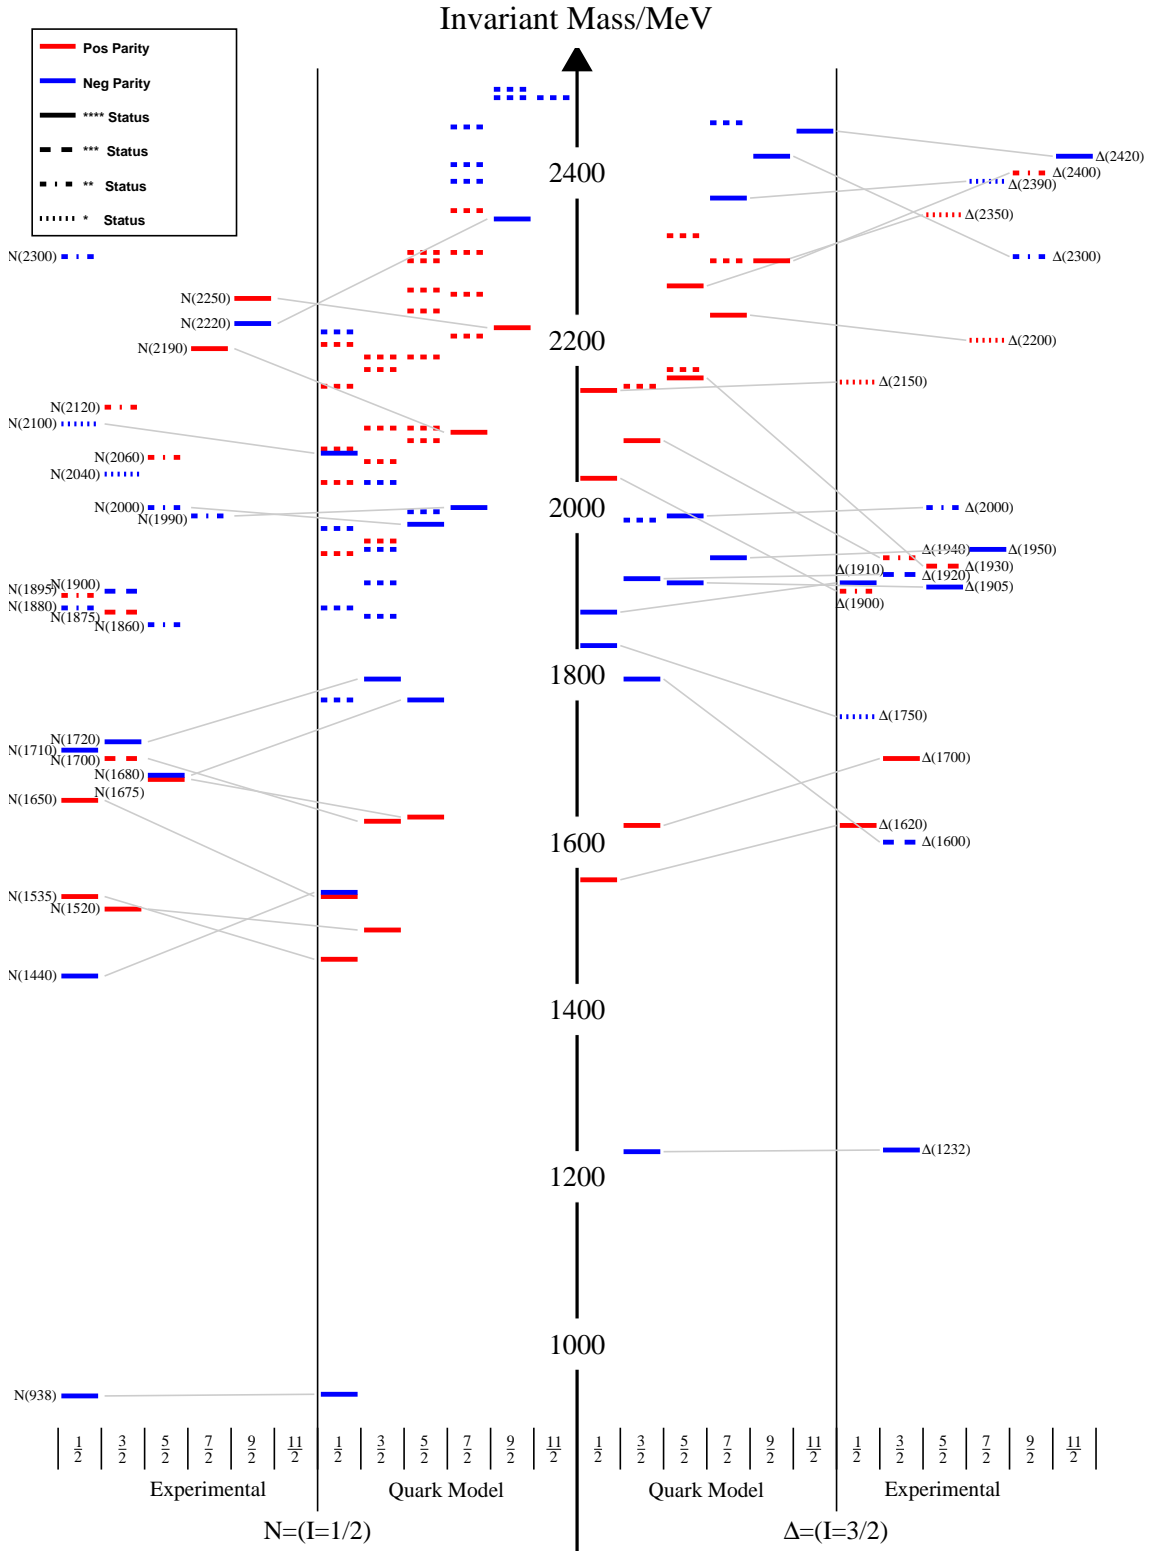 Invariant Mass/MeV
Pos Parity
Neg Parity
**** Status
*** Status
** Status
* Status
2400
2200
2000
1800
1600
1400
1200
1000
N(2300)
N(2250)
N(2220)
N(2190)
N(2120)
N(2100)
N(2060)
N(2040)
N(2000)
N(1990)
N(1900)
N(1895)
N(1880)
N(1875)
N(1860)
N(1720)
N(1710)
N(1700)
N(1680)
N(1675)
N(1650)
N(1535)
N(1520)
N(1440)
N(938)
Δ(2420)
Δ(2400)
Δ(2390)
Δ(2350)
Δ(2300)
Δ(2200)
Δ(2150)
Δ(2000)
Δ(1940)
Δ(1950)
Δ(1910)
Δ(1930)
Δ(1920)
Δ(1905)
Δ(1900)
Δ(1750)
Δ(1700)
Δ(1620)
Δ(1600)
Δ(1232)
1/2 3/2 5/2 7/2 9/2 11/2 1/2 3/2 5/2 7/2 9/2 11/2 1/2 3/2 5/2 7/2 9/2 11/2 1/2 3/2 5/2 7/2 9/2 11/2
Experimental Quark Model Quark Model Experimental
N=(I=1/2) Δ=(I=3/2)